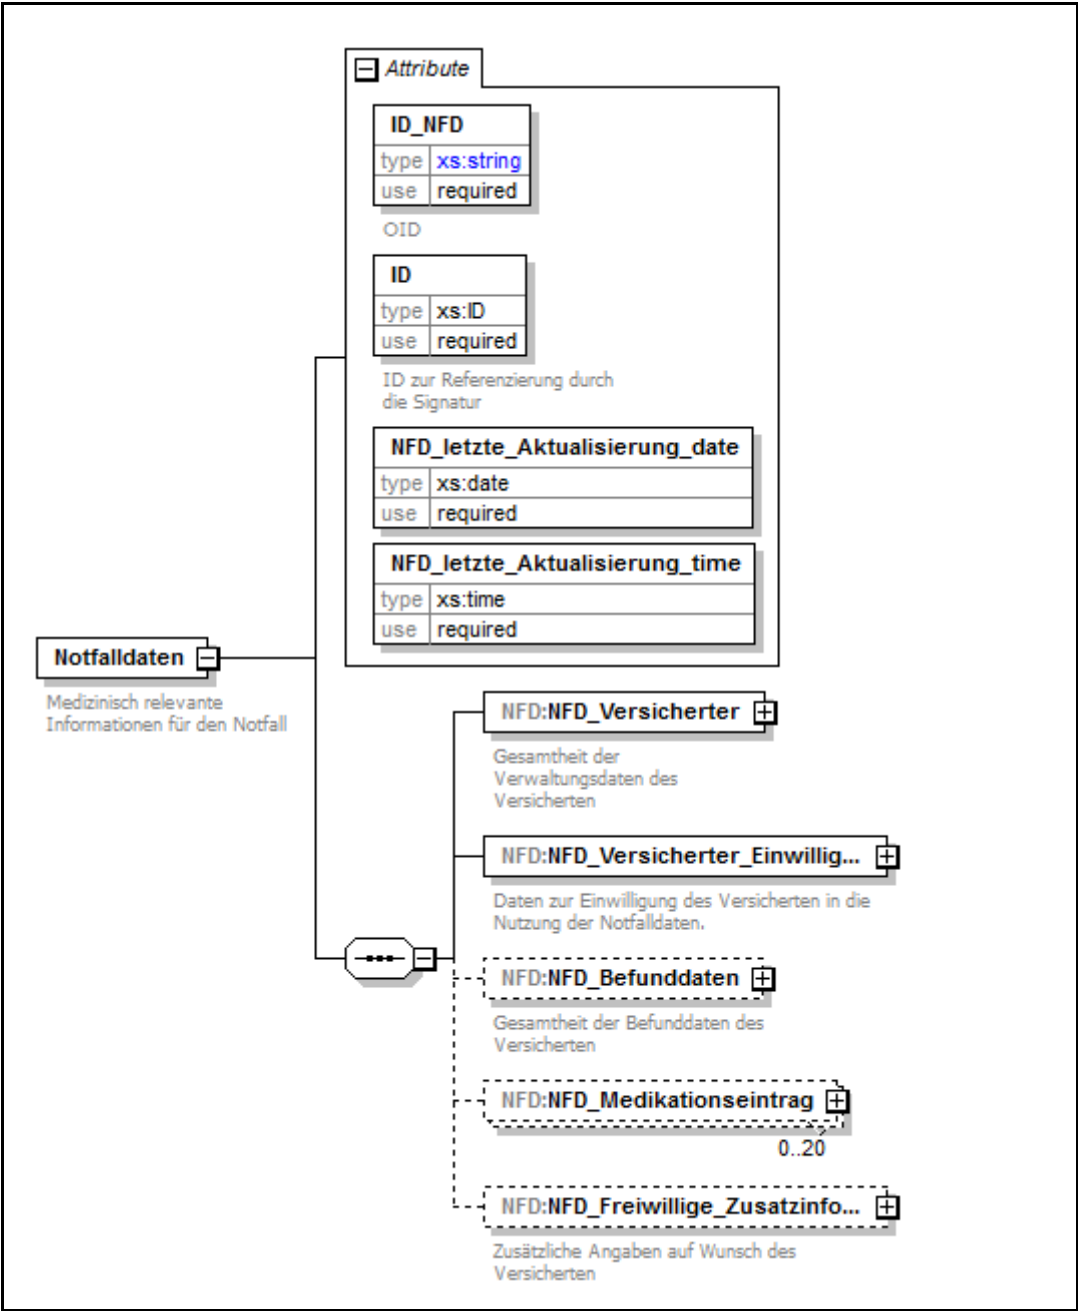 Attribute
ID_NFD
type xs:string
use required
OID
ID
type xs:ID
use required
ID zur Referenzierung durch
die Signatur
NFD_letzte_Aktualisierung_date
type xs:date
use required
NFD_letzte_Aktualisierung_time
type xs:time
use required
Notfalldaten
Medizinisch relevante
Informationen für den Notfall
NFD:NFD_Versicherter
Gesamtheit der
Verwaltungsdaten des
Versicherten
NFD:NFD_Versicherter_Einwillig...
Daten zur Einwilligung des Versicherten in die
Nutzung der Notfalldaten.
NFD:NFD_Befunddaten
Gesamtheit der Befunddaten des
Versicherten
NFD:NFD_Medikationseintrag
0..20
NFD:NFD_Freiwillige_Zusatzinfo...
Zusätzliche Angaben auf Wunsch des
Versicherten